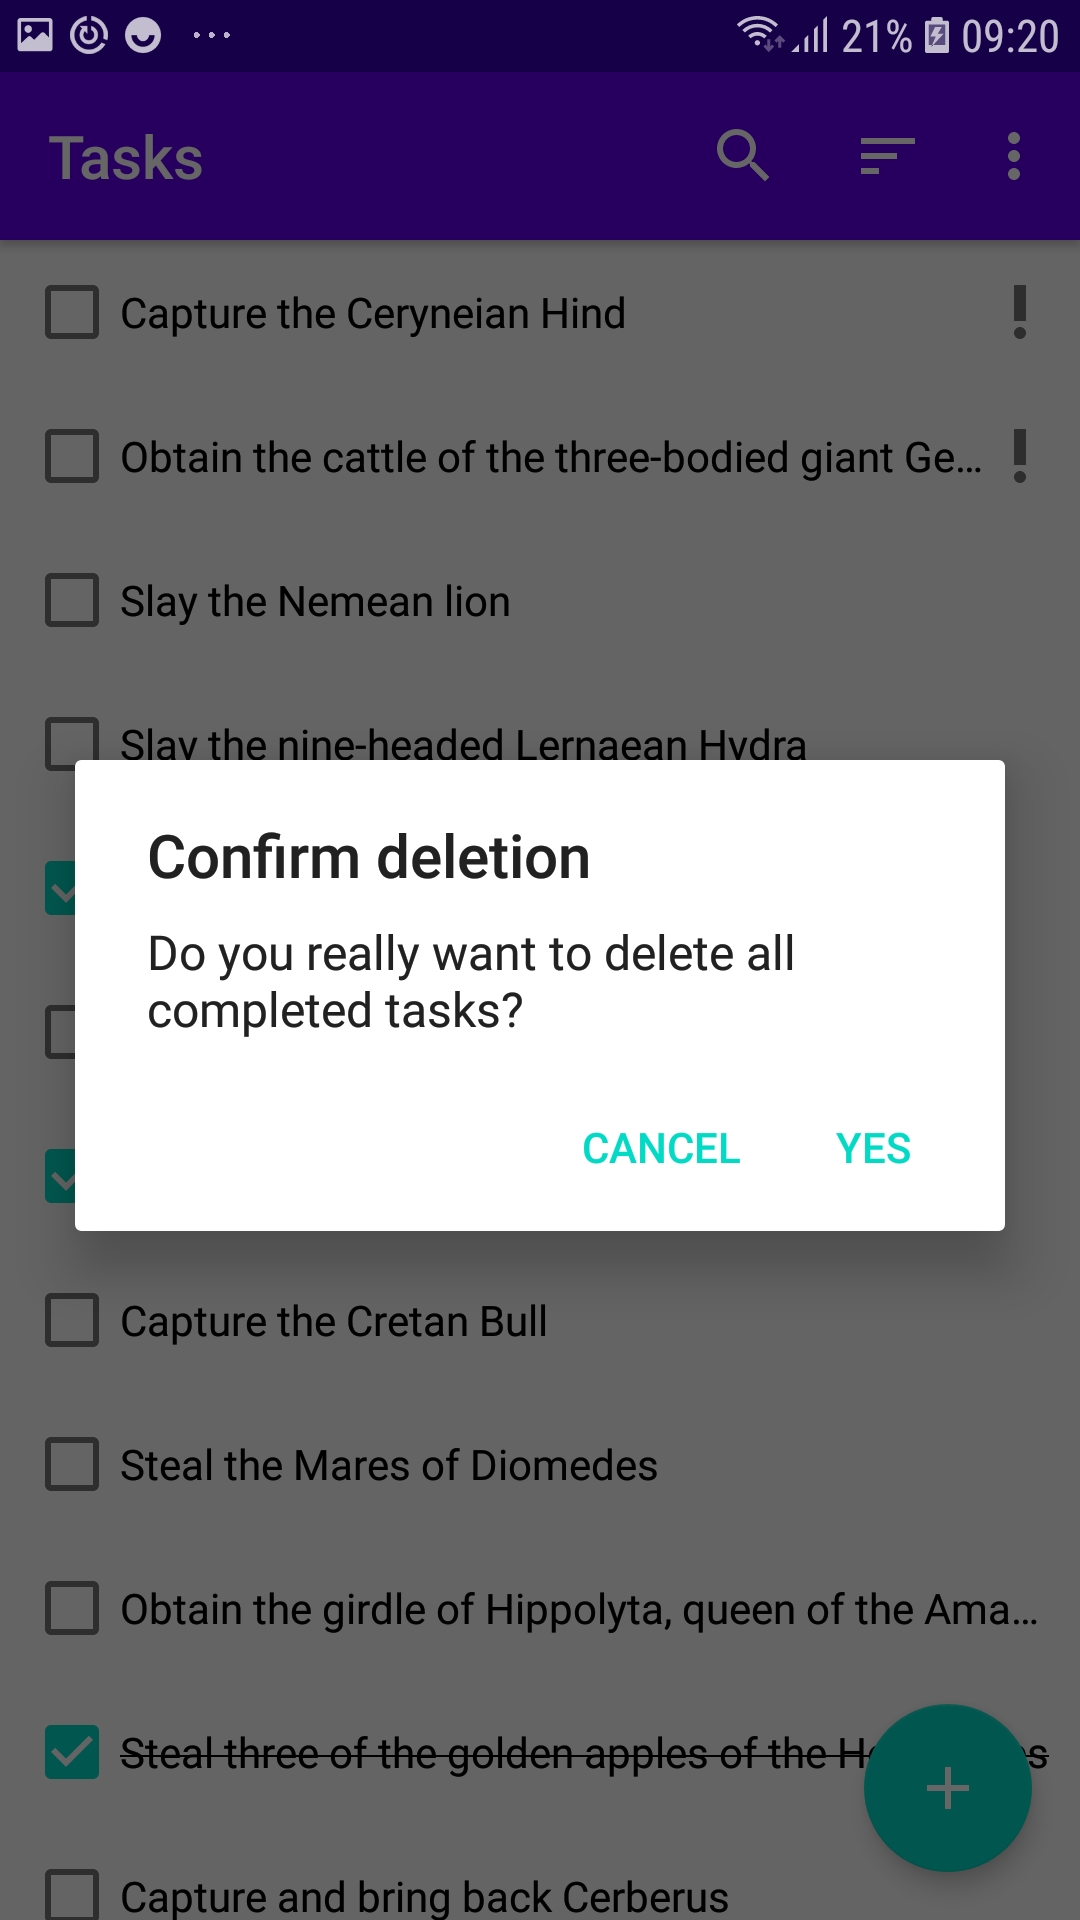 21% 09:20
Tasks
Capture the Ceryneian Hind
Obtain the cattle of the three-bodied giant Ge...
Slay the Nemean lion
Slay the nine-headed Lernaean Hydra
Confirm deletion
Do you really want to delete all
completed tasks?
CANCEL YES
Capture the Cretan Bull
Steal the Mares of Diomedes
Obtain the girdle of Hippolyta, queen of the Ama...
Steal three of the golden apples of the
Capture and bring back Cerberus